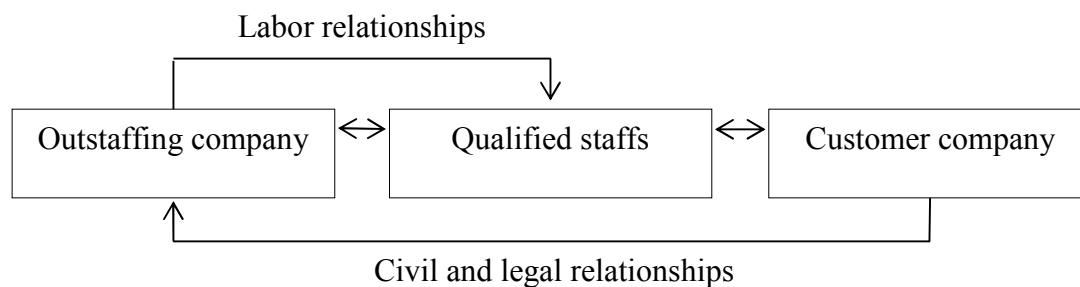 Labor relationships
Outstaffing company
Qualified staffs
Customer company
Civil and legal relationships